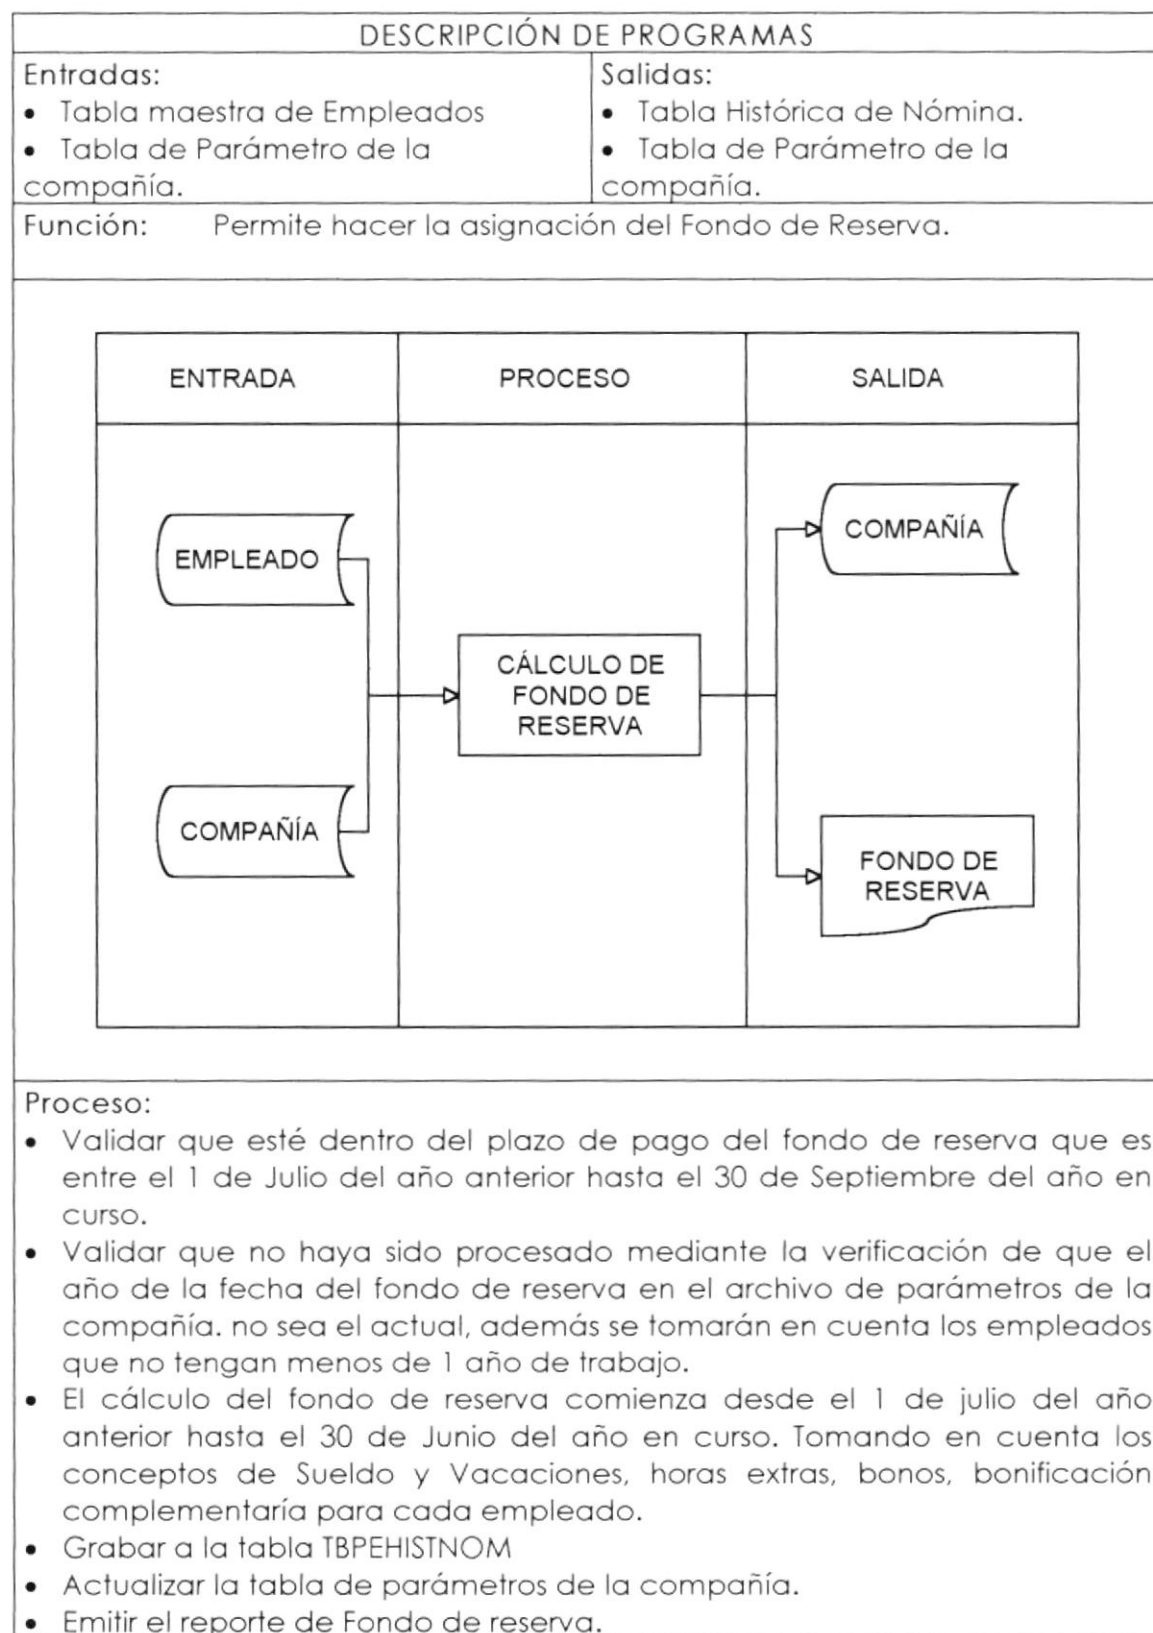 DESCRIPCIÓN DE PROGRAMAS
Entradas:
• Tabla maestra de Empleados
• Tabla de Parámetro de la
compañía.
Salidas:
• Tabla Histórica de Nómina.
• Tabla de Parámetro de la
compañía.
Función: Permite hacer la asignación del Fondo de Reserva.
ENTRADA
PROCESO
SALIDA
EMPLEADO
COMPAÑÍA
CÁLCULO DE
FONDO DE
RESERVA
COMPAÑÍA
FONDO DE
RESERVA
Proceso:
• Validar que esté dentro del plazo de pago del fondo de reserva que es
entre el 1 de Julio del año anterior hasta el 30 de Septiembre del año en
curso.
• Validar que no haya sido procesado mediante la verificación de que el
año de la fecha del fondo de reserva en el archivo de parámetros de la
compañía. no sea el actual, además se tomarán en cuenta los empleados
que no tengan menos de 1 año de trabajo.
• El cálculo del fondo de reserva comienza desde el 1 de julio del año
anterior hasta el 30 de Junio del año en curso. Tomando en cuenta los
conceptos de Sueldo y Vacaciones, horas extras, bonos, bonificación
complementaría para cada empleado.
• Grabar a la tabla TBPEHISTNOM
• Actualizar la tabla de parámetros de la compañía.
• Emitir el reporte de Fondo de reserva.